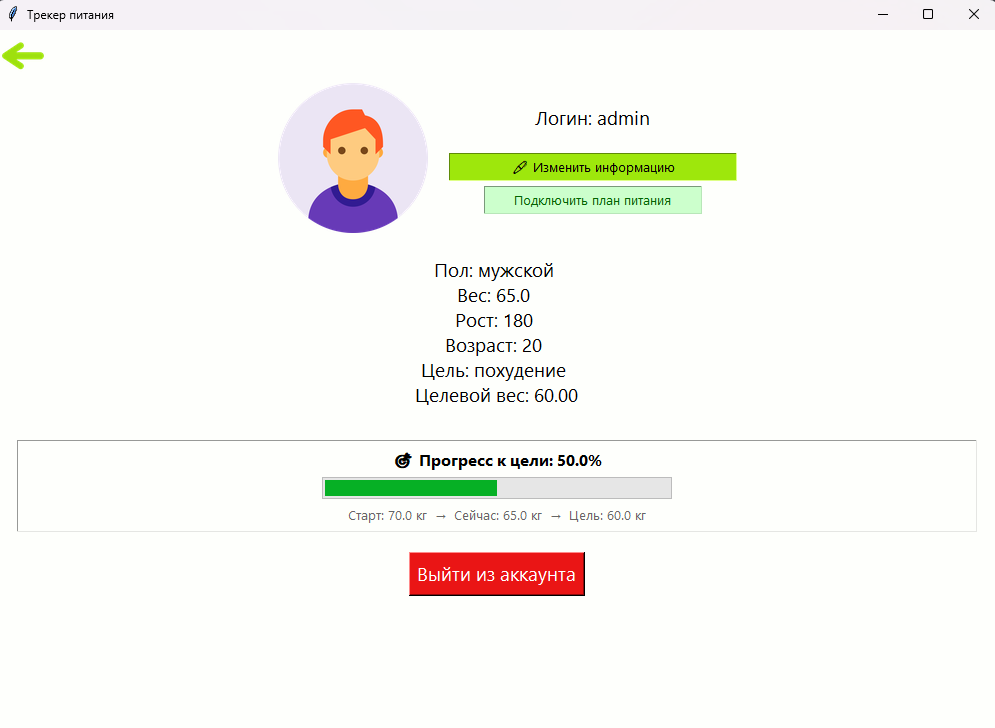 Трекер питания
Логин: admin
Изменить информацию
Подключить план питания
Пол: мужской
Вес: 65.0
Рост: 180
Возраст: 20
Цель: похудение
Целевой вес: 60.00
Прогресс к цели: 50.0%
Старт: 70.0 кг → Сейчас: 65.0 кг → Цель: 60.0 кг
Выйти из аккаунта